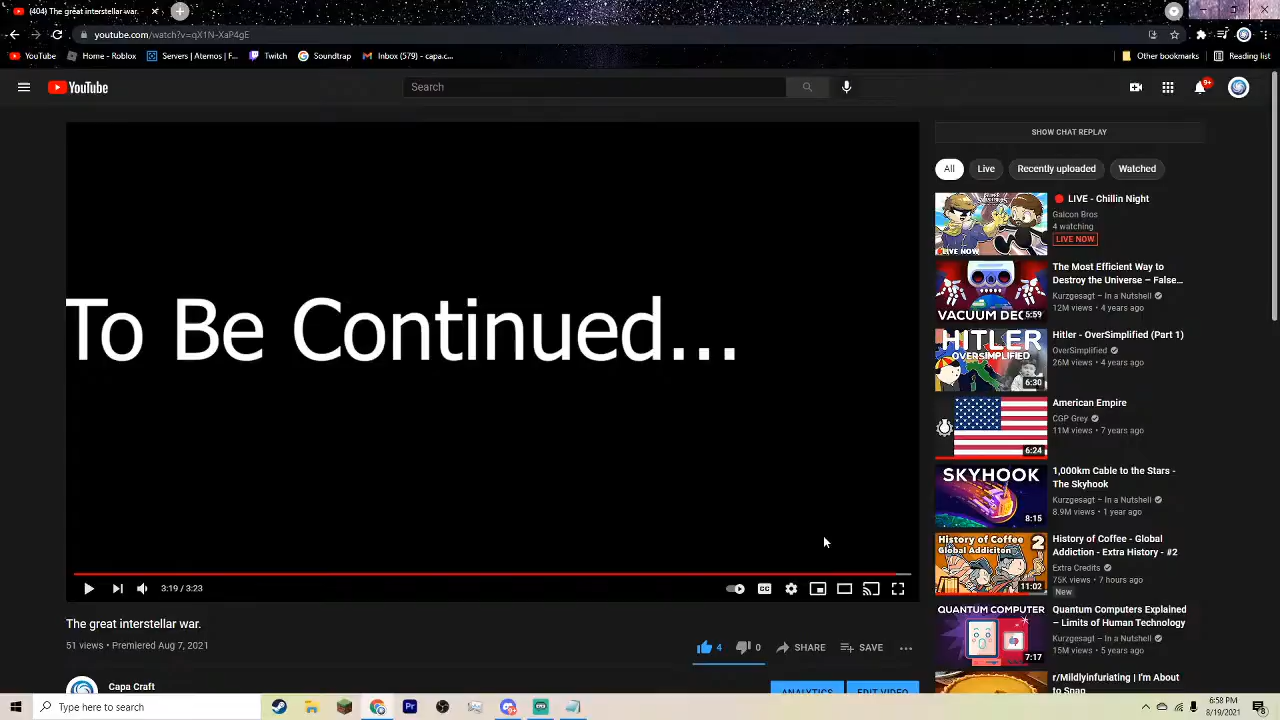 (404) The great interstellar war.
youtube.com/watch?v=qX1N-XaP4gE
YouTube
Home - Roblox
Servers | Aternos | F...
Twitch
Soundtrap
Inbox (579) - capa.c...
Other bookmarks
Reading list
YouTube
Search
9+
SHOW CHAT REPLAY
All
Live
Recently uploaded
Watched
To Be Continued...
LIVE NOW
LIVE - Chillin Night
Galcon Bros
4 watching
LIVE NOW
VACUUM DEC
5:59
The Most Efficient Way to
Destroy the Universe – False...
Kurzgesagt – In a Nutshell
12M views • 4 years ago
HITLER
OVERSIMPLIFIED
6:30
Hitler - OverSimplified (Part 1)
OverSimplified
26M views • 4 years ago
6:24
American Empire
CGP Grey
11M views • 7 years ago
SKYHOOK
8:15
1,000km Cable to the Stars -
The Skyhook
Kurzgesagt – In a Nutshell
8.9M views • 1 year ago
History of Coffee
Global Addiction
2
11:02
History of Coffee - Global
Addiction - Extra History - #2
Extra Credits
75K views • 7 hours ago
New
QUANTUM COMPUTER
7:17
Quantum Computers Explained
– Limits of Human Technology
Kurzgesagt – In a Nutshell
15M views • 5 years ago
r/Mildlyinfuriating | I'm About
to Snap
3:19 / 3:23
The great interstellar war.
51 views • Premiered Aug 7, 2021
4
0
SHARE
SAVE
Capa Craft
ANALYTICS
EDIT VIDEO
Type here to search
Pr
6:58 PM
8/19/2021